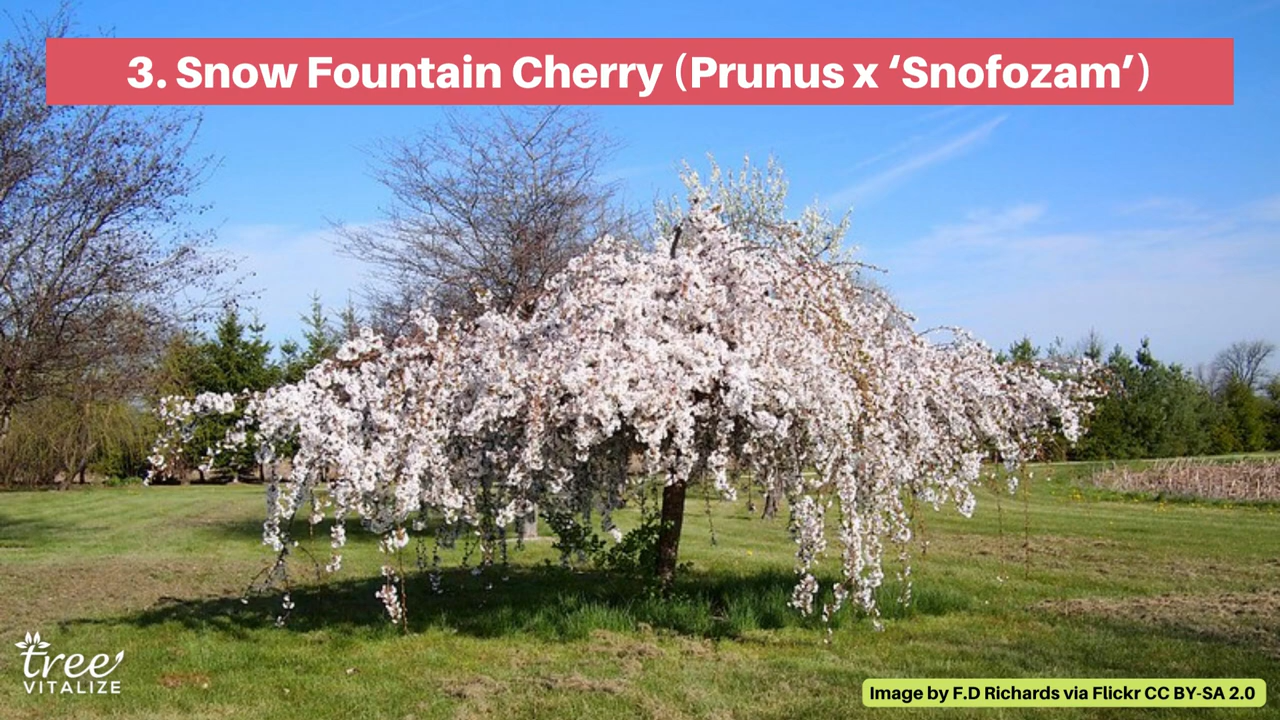 3. Snow Fountain Cherry (Prunus x ‘Snofozam’)
tree
VITALIZE
Image by F.D Richards via Flickr CC BY-SA 2.0